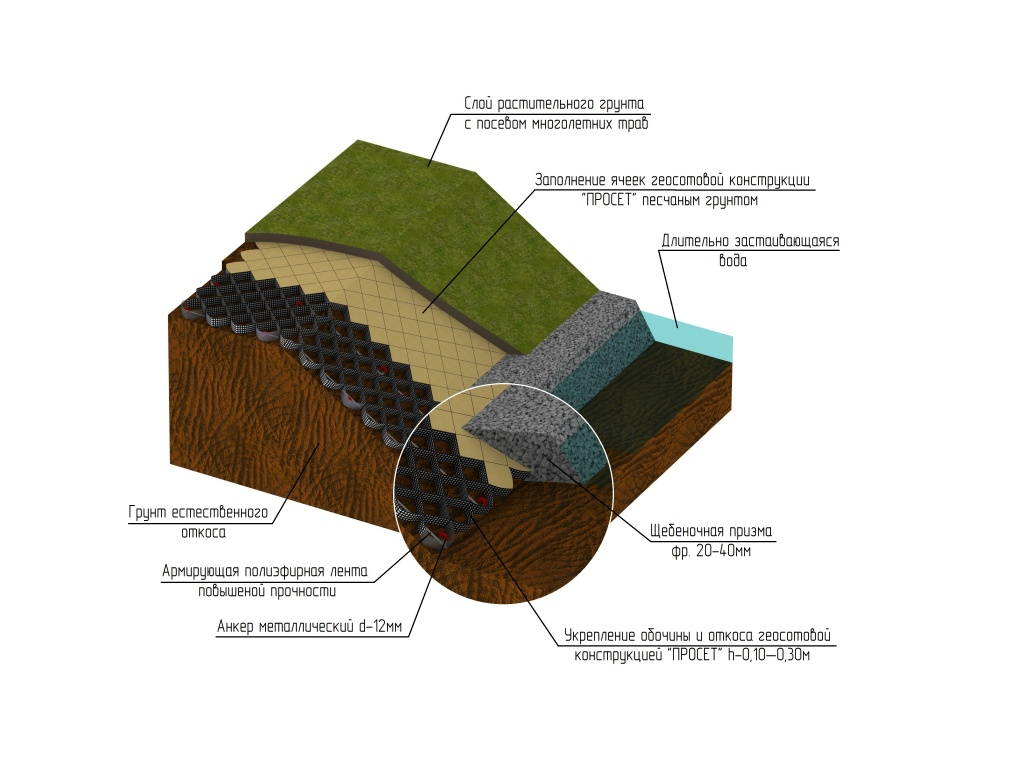 Слой растительного грунта
с посевом многолетних трав
Заполнение ячеек геосотовой конструкции
"ПРОСЕТ" песчаным грунтом
Длительно застаивающаяся
вода
Грунт естественного
откоса
Щебеночная призма
фр. 20-40мм
Армирующая полиэфирная лента
повышеной прочности
Анкер металлический d-12мм
Укрепление обочины и откоса геосотовой
конструкцией "ПРОСЕТ" h-0,10-0,30м